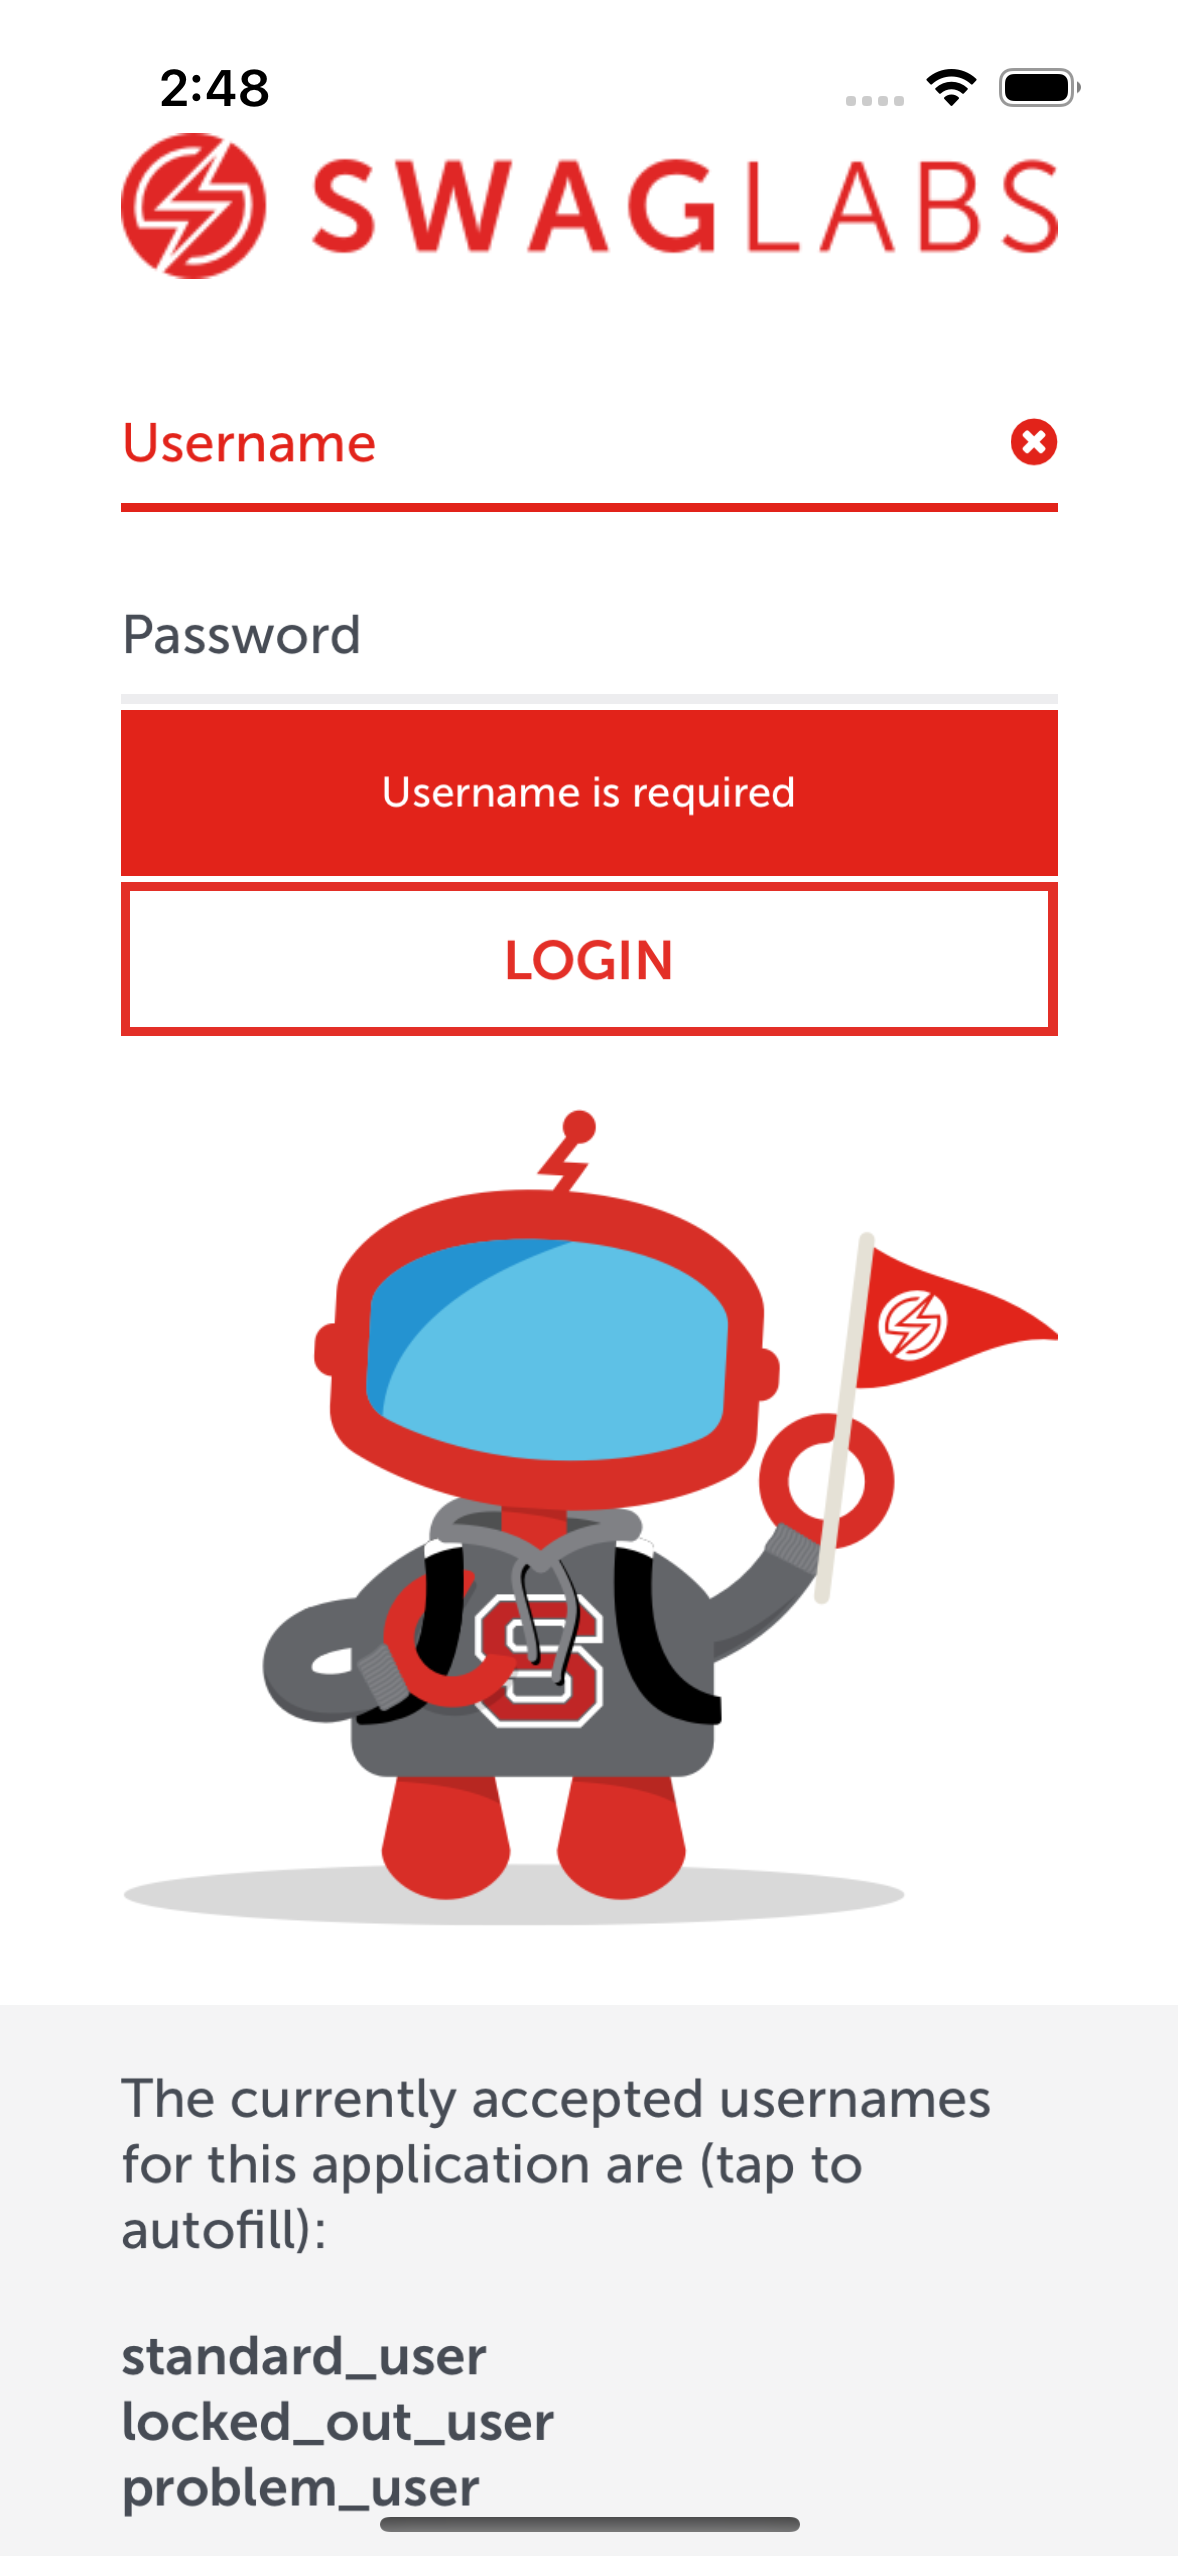 2:48
SWAGLABS
Username
Password
Username is required
LOGIN
S
The currently accepted usernames
for this application are (tap to
autofill):
standard_user
locked_out_user
problem_user